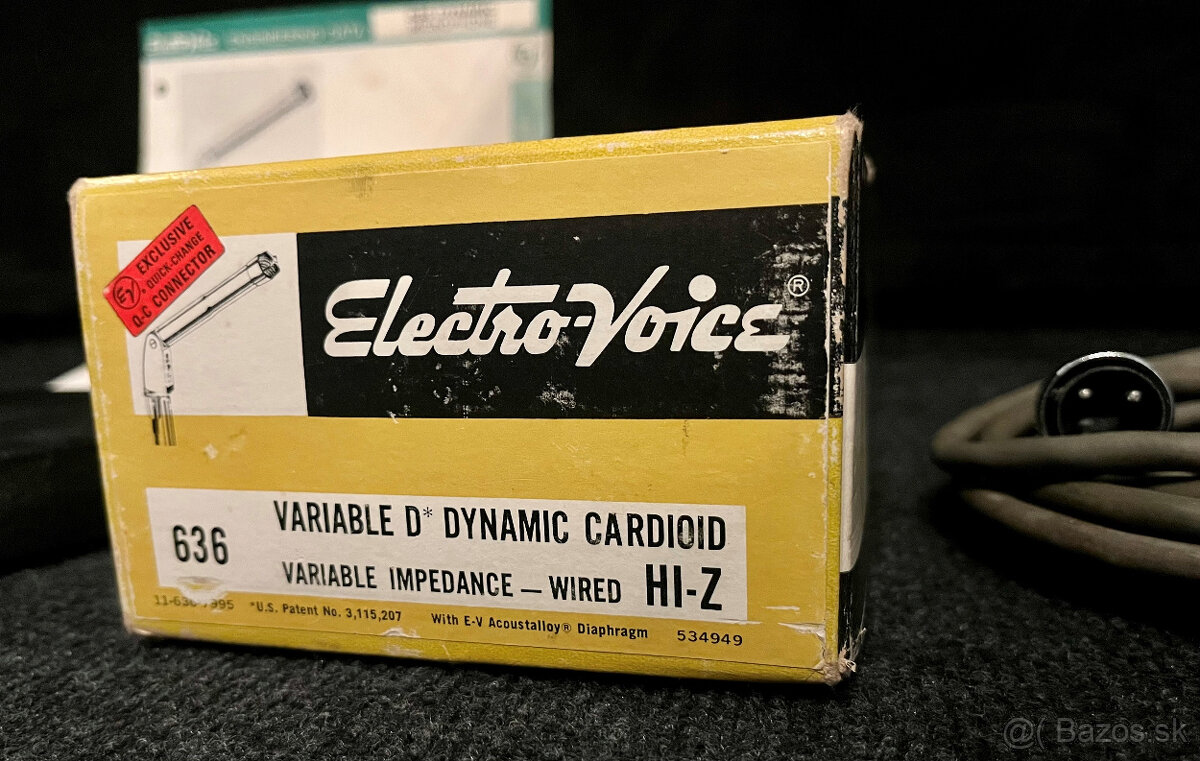 EXCLUSIVE
QUICK-CHANGE
Q-C CONNECTOR
EV
Electro-Voice®
636
VARIABLE D* DYNAMIC CARDIOID
VARIABLE IMPEDANCE — WIRED HI-Z
*U.S. Patent No. 3,115,207
With E-V Acoustalloy® Diaphragm
534949
@( Bazos.sk